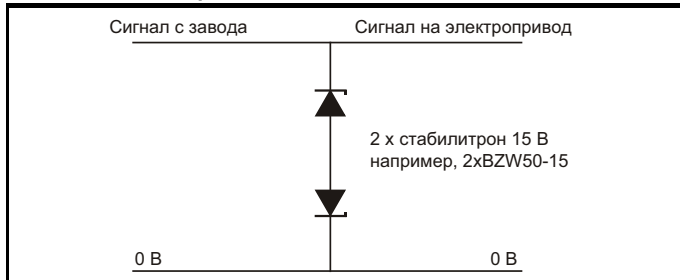 Сигнал с завода Сигнал на электропривод
2 x стабилитрон 15 В
например, 2xBZW50-15
0 В 0 В